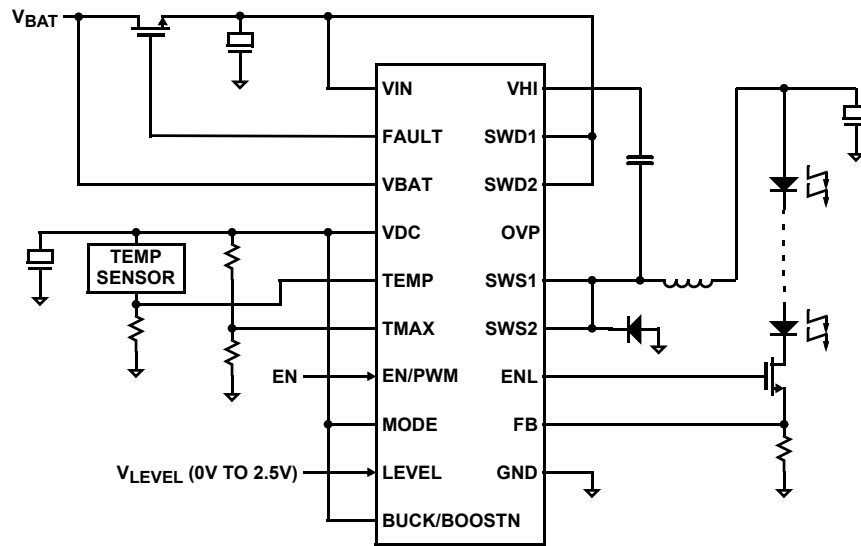 VBAT
VIN VHI
FAULT SWD1
VBAT SWD2
VDC OVP
TEMP SENSOR
TEMP SWS1
TMAX SWS2
EN EN/PWM ENL
MODE FB
VLEVEL (0V TO 2.5V) LEVEL GND
BUCK/BOOSTN